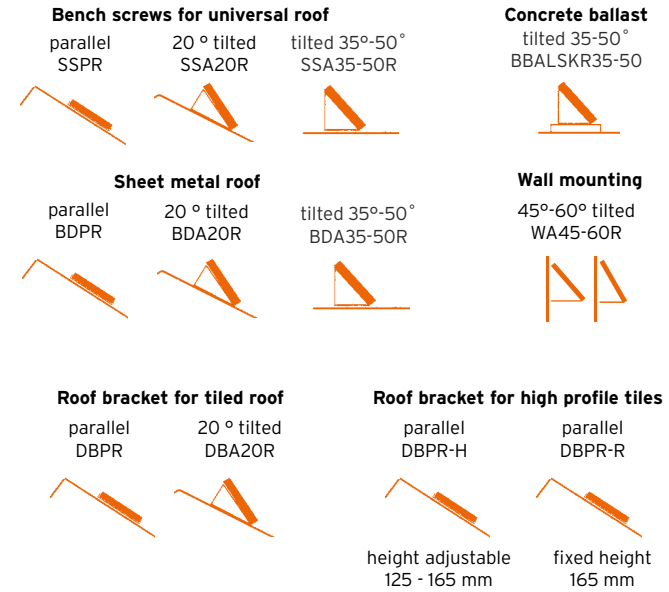 Bench screws for universal roof
parallel
SSPR
20 ° tilted
SSA20R
tilted 35°-50˚
SSA35-50R
Concrete ballast
tilted 35-50˚
BBALSKR35-50
Sheet metal roof
parallel
BDPR
20 ° tilted
BDA20R
tilted 35°-50˚
BDA35-50R
Wall mounting
45°-60° tilted
WA45-60R
Roof bracket for tiled roof
parallel
DBPR
20 ° tilted
DBA20R
Roof bracket for high profile tiles
parallel
DBPR-H
height adjustable
125 - 165 mm
parallel
DBPR-R
fixed height
165 mm